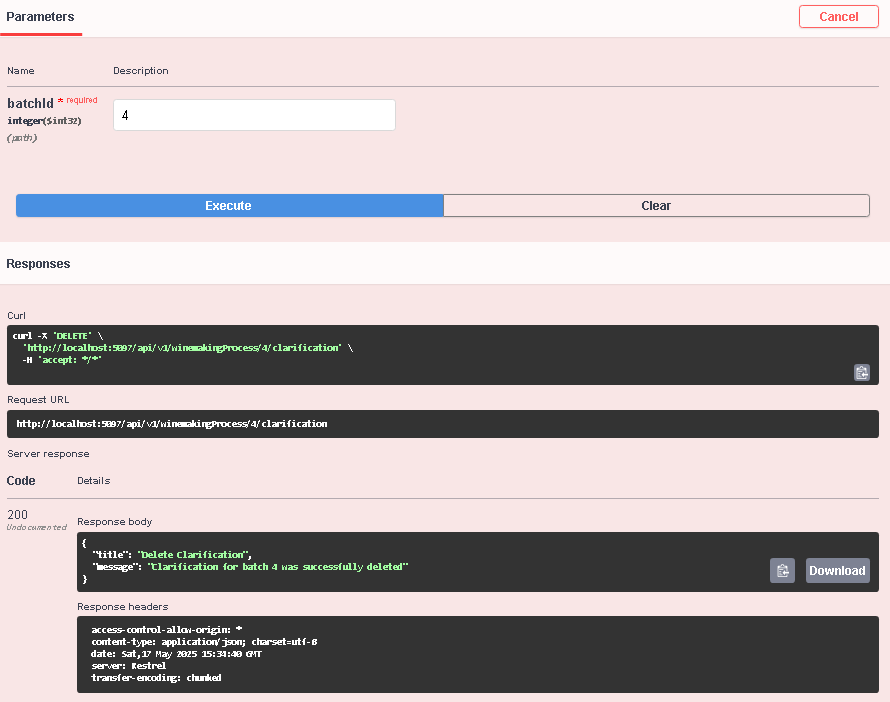 Parameters
Cancel
Name
Description
batchId * required
integer($int32)
(path)
4
Execute
Clear
Responses
Curl
curl -X 'DELETE' \
'http://localhost:5097/api/v1/winemakingProcess/4/clarification' \
-H 'accept: */*'
Request URL
http://localhost:5097/api/v1/winemakingProcess/4/clarification
Server response
Code
Details
200
Undocumented
Response body
{
"title": "Delete Clarification",
"message": "Clarification for batch 4 was successfully deleted"
}
Download
Response headers
access-control-allow-origin: *
content-type: application/json; charset=utf-8
date: Sat,17 May 2025 15:34:40 GMT
server: Kestrel
transfer-encoding: chunked